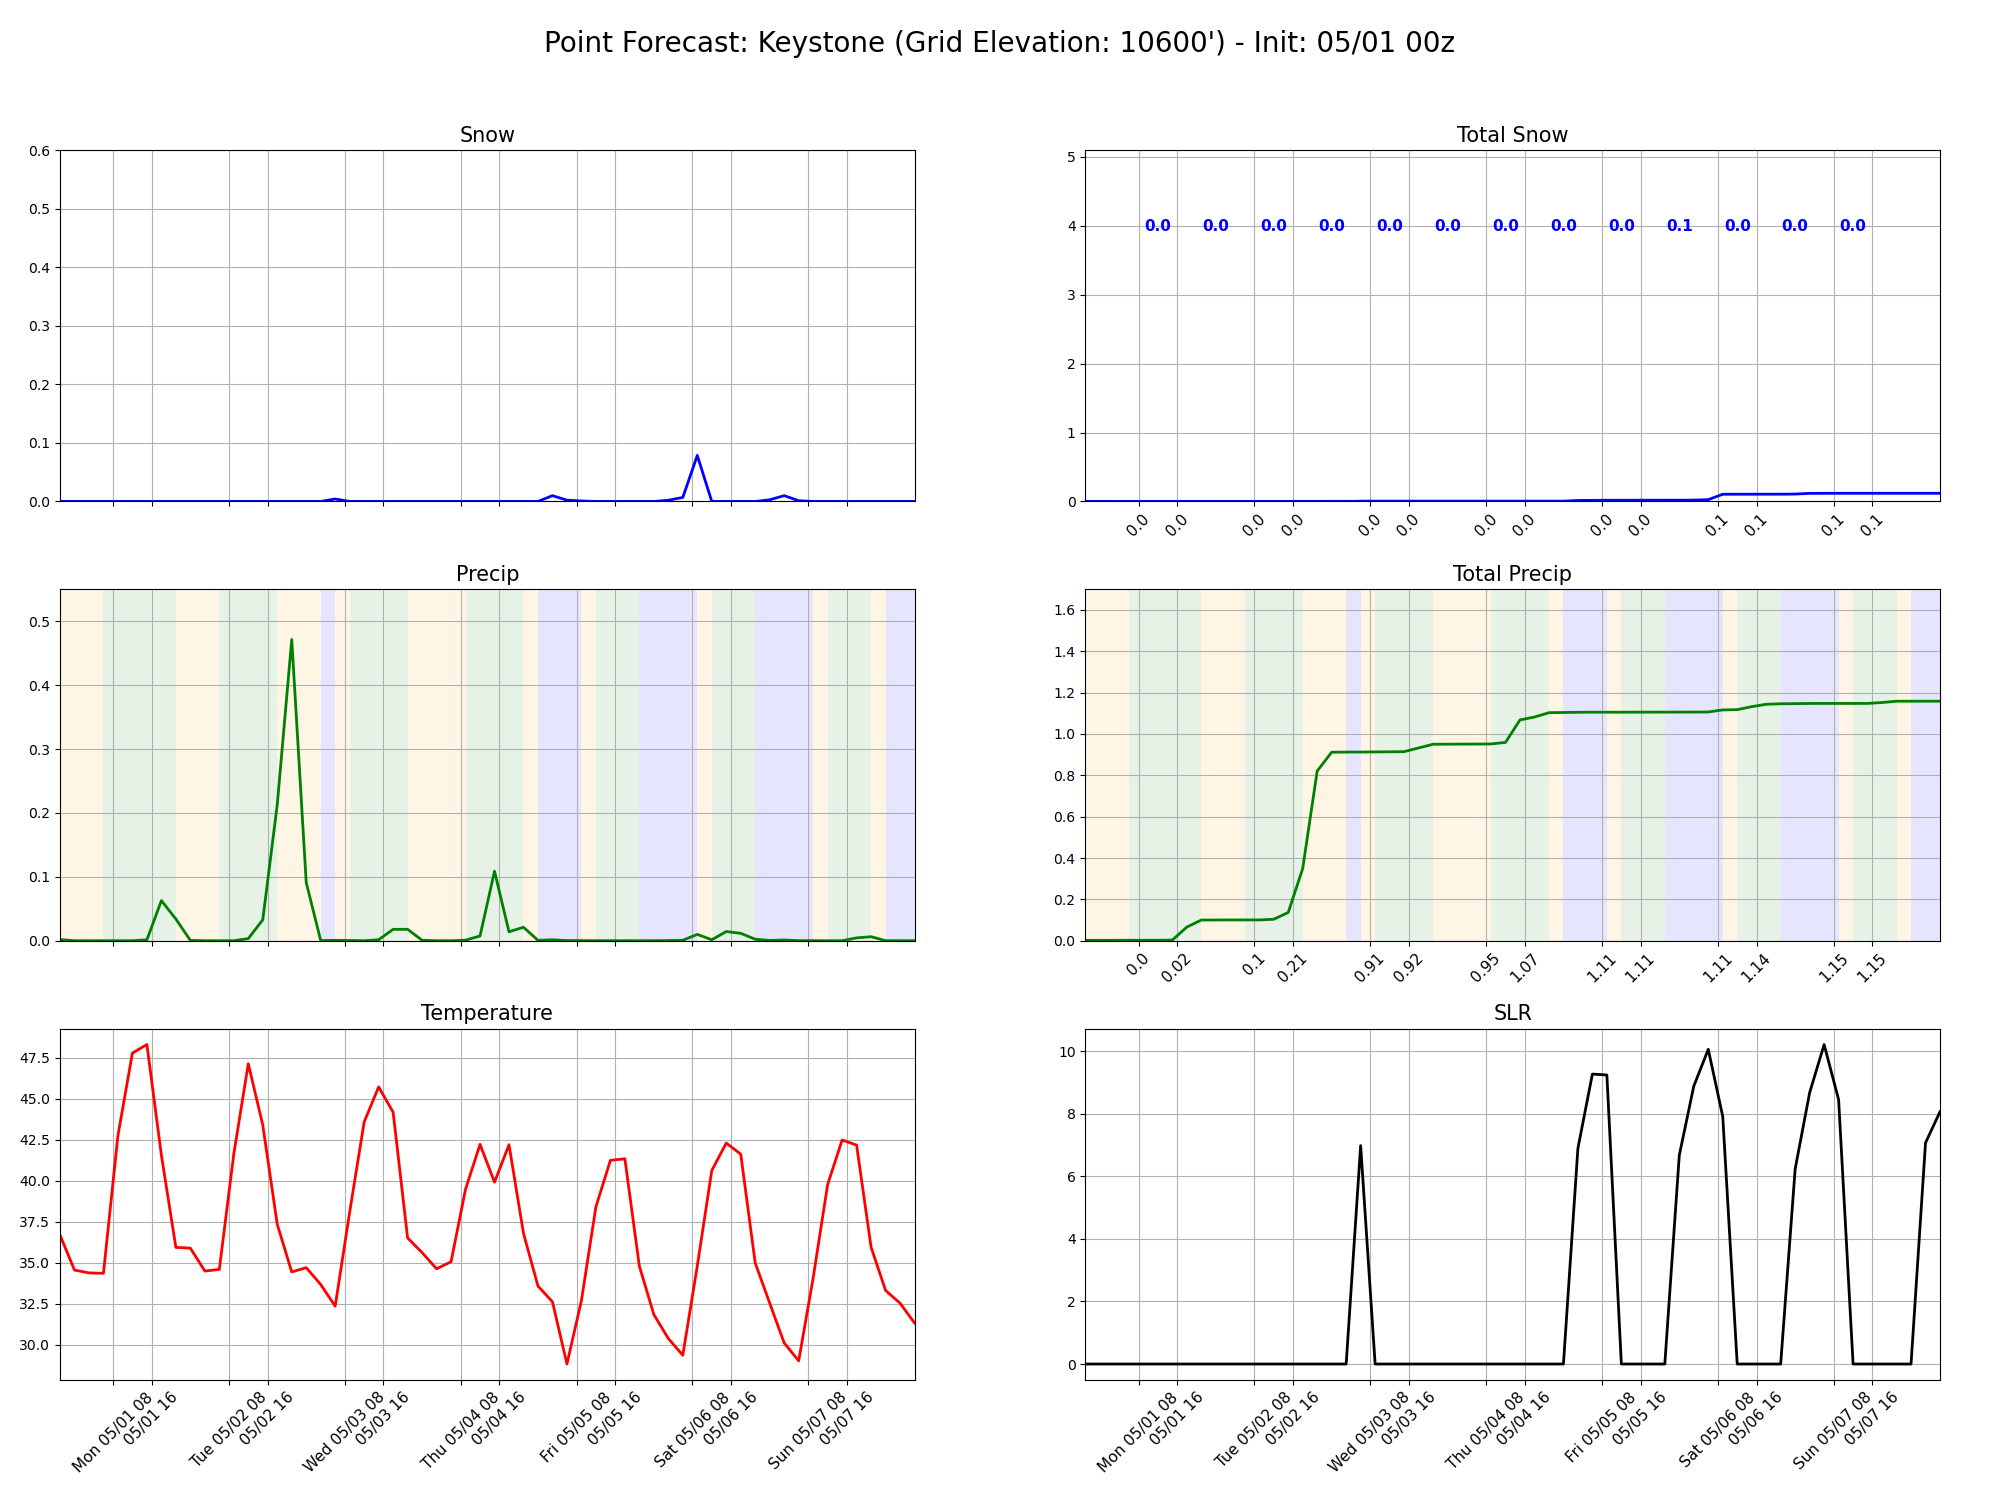 Point Forecast: Keystone (Grid Elevation: 10600') - Init: 05/01 00z
Snow
0.6
0.5
0.4
0.3
0.2
0.1
0.0
Total Snow
5
4
3
2
1
0
0.0 0.0 0.0 0.0 0.0 0.0 0.0 0.0 0.0 0.1 0.0 0.0 0.0
0.0 0.0 0.0 0.0 0.0 0.0 0.0 0.0 0.0 0.0 0.1 0.1 0.1 0.1
Precip
0.5
0.4
0.3
0.2
0.1
0.0
Total Precip
1.6
1.4
1.2
1.0
0.8
0.6
0.4
0.2
0.0
0.0 0.02 0.1 0.21 0.91 0.92 0.95 1.07 1.11 1.11 1.11 1.14 1.15 1.15
Temperature
47.5
45.0
42.5
40.0
37.5
35.0
32.5
30.0
Mon 05/01 08
05/01 16
Tue 05/02 08
05/02 16
Wed 05/03 08
05/03 16
Thu 05/04 08
05/04 16
Fri 05/05 08
05/05 16
Sat 05/06 08
05/06 16
Sun 05/07 08
05/07 16
SLR
10
8
6
4
2
0
Mon 05/01 08
05/01 16
Tue 05/02 08
05/02 16
Wed 05/03 08
05/03 16
Thu 05/04 08
05/04 16
Fri 05/05 08
05/05 16
Sat 05/06 08
05/06 16
Sun 05/07 08
05/07 16